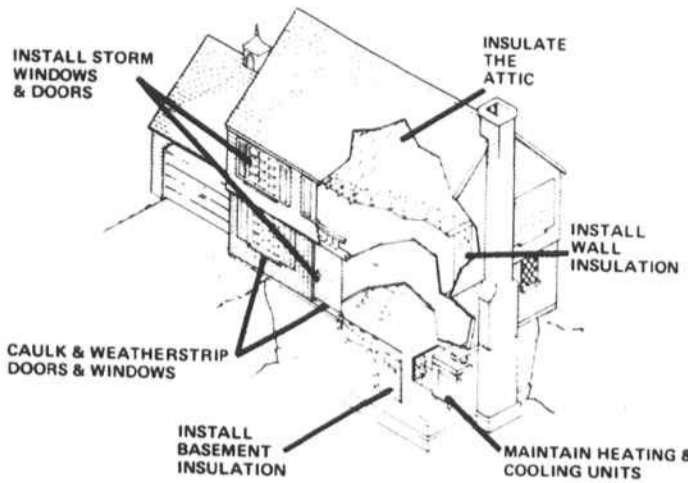 INSTALL STORM
WINDOWS
& DOORS
INSULATE
THE
ATTIC
INSTALL
WALL
INSULATION
CAULK & WEATHERSTRIP
DOORS & WINDOWS
INSTALL
BASEMENT
INSULATION
MAINTAIN HEATING &
COOLING UNITS